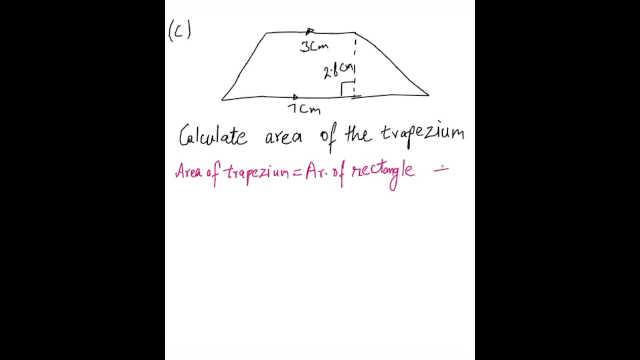 (c)
3cm
2.8cm
7cm
Calculate area of the trapezium
Area of trapezium = Ar. of rectangle -